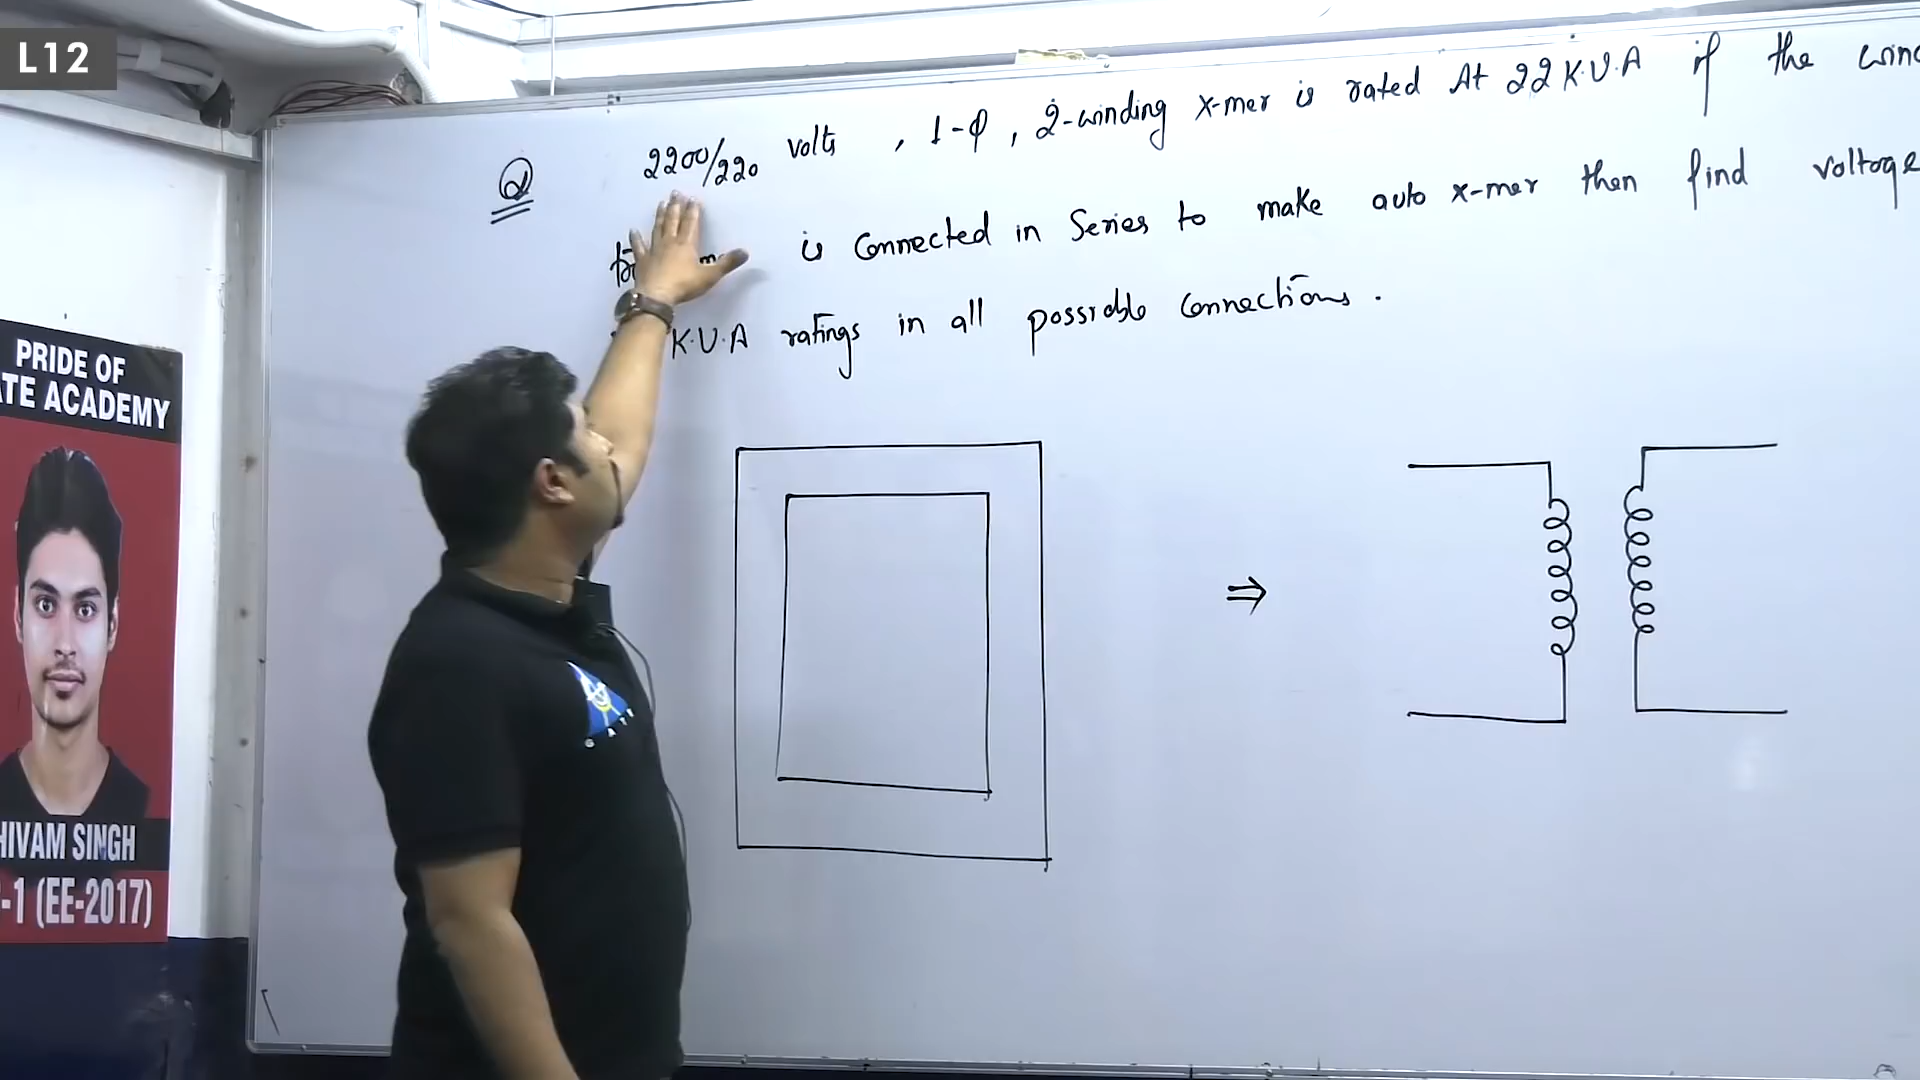 L12
Q
2200/220 volts, 1-φ, 2-winding x-mer is rated At 22 K.V.A if the
is connected in Series to make auto x-mer then find voltage
K.V.A ratings in all possible connections.
⇒
PRIDE OF
TE ACADEMY
HIVAM SINGH
-1 (EE-2017)
GATE